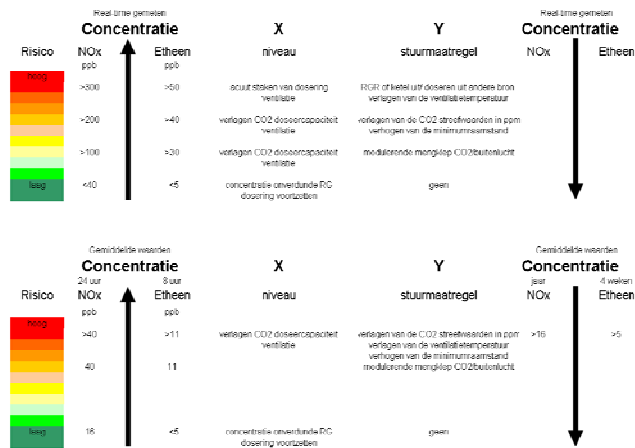 Real-time gemeten Real-time gemeten
Concentratie X Y Concentratie
Risico NOx Etheen niveau stuurmaatregel NOx Etheen
ppb ppb
hoog
>300 >50 acuut staken van dosering RGR of ketel uit/ doseren uit andere bron
ventilatie verlagen van de ventilatietemperatuur
>200 >40 verlagen CO2 doseercapaciteit verlagen van de CO2 streefwaarden in ppm
ventilatie verhogen van de minimumraamstand
>100 >30 verlagen CO2 doseercapaciteit modulerende mengklep CO2/buitenlucht
ventilatie
laag <40 <5 concentratie onverdunde RG geen
dosering voortzetten
Gemiddelde waarden Gemiddelde waarden
Concentratie X Y Concentratie
24 uur 8 uur jaar 4 weken
Risico NOx Etheen niveau stuurmaatregel NOx Etheen
ppb ppb
hoog
>40 >11 verlagen CO2 doseercapaciteit verlagen van de CO2 streefwaarden in ppm >16 >5
ventilatie verlagen van de ventilatietemperatuur
verhogen van de minimumraamstand
40 11 modulerende mengklep CO2/buitenlucht
laag 16 <5 concentratie onverdunde RG geen
dosering voortzetten